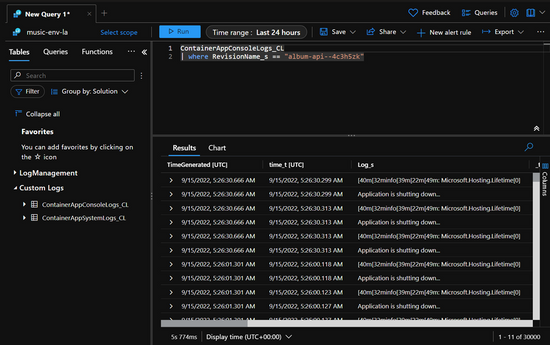 New Query 1*
Feedback
Queries
music-env-la
Select scope
Run
Time range : Last 24 hours
Save
Share
New alert rule
Export
Tables
Queries
Functions
Search
Filter
Group by: Solution
Collapse all
Favorites
You can add favorites by clicking on
the ☆ icon
LogManagement
Custom Logs
ContainerAppConsoleLogs_CL
ContainerAppSystemLogs_CL
1 ContainerAppConsoleLogs_CL
2 | where RevisionName_s == "album-api--4c3h5zk"
Results
Chart
TimeGenerated [UTC] time_t [UTC] Log_s _t
9/15/2022, 5:26:30.666 AM 9/15/2022, 5:26:30.299 AM [40m[32minfo[39m[22m[49m: Microsoft.Hosting.Lifetime[0]
9/15/2022, 5:26:30.666 AM 9/15/2022, 5:26:30.299 AM Application is shutting down...
9/15/2022, 5:26:30.666 AM 9/15/2022, 5:26:30.313 AM [40m[32minfo[39m[22m[49m: Microsoft.Hosting.Lifetime[0]
9/15/2022, 5:26:30.666 AM 9/15/2022, 5:26:30.313 AM Application is shutting down...
9/15/2022, 5:26:30.666 AM 9/15/2022, 5:26:30.313 AM [40m[32minfo[39m[22m[49m: Microsoft.Hosting.Lifetime[0]
9/15/2022, 5:26:30.666 AM 9/15/2022, 5:26:30.313 AM Application is shutting down...
9/15/2022, 5:26:01.301 AM 9/15/2022, 5:26:00.118 AM [40m[32minfo[39m[22m[49m: Microsoft.Hosting.Lifetime[0]
9/15/2022, 5:26:01.301 AM 9/15/2022, 5:26:00.118 AM Application is shutting down...
9/15/2022, 5:26:01.301 AM 9/15/2022, 5:26:00.123 AM [40m[32minfo[39m[22m[49m: Microsoft.Hosting.Lifetime[0]
9/15/2022, 5:26:01.301 AM 9/15/2022, 5:26:00.127 AM Application is shutting down...
Columns
5s 774ms
Display time (UTC+00:00)
1 - 11 of 30000